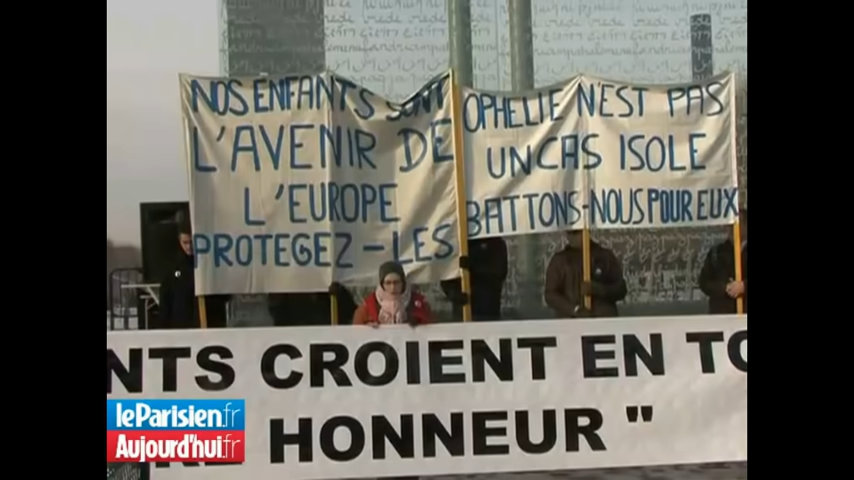 NOS ENFANTS SONT
L'AVENIR DE
L'EUROPE
PROTEGEZ-LES
OPHELIE N'EST PAS
UN CAS ISOLE
BATTONS-NOUS POUR EUX
NTS CROIENT EN TO
HONNEUR "
leParisien.fr
Aujourd'hui.fr